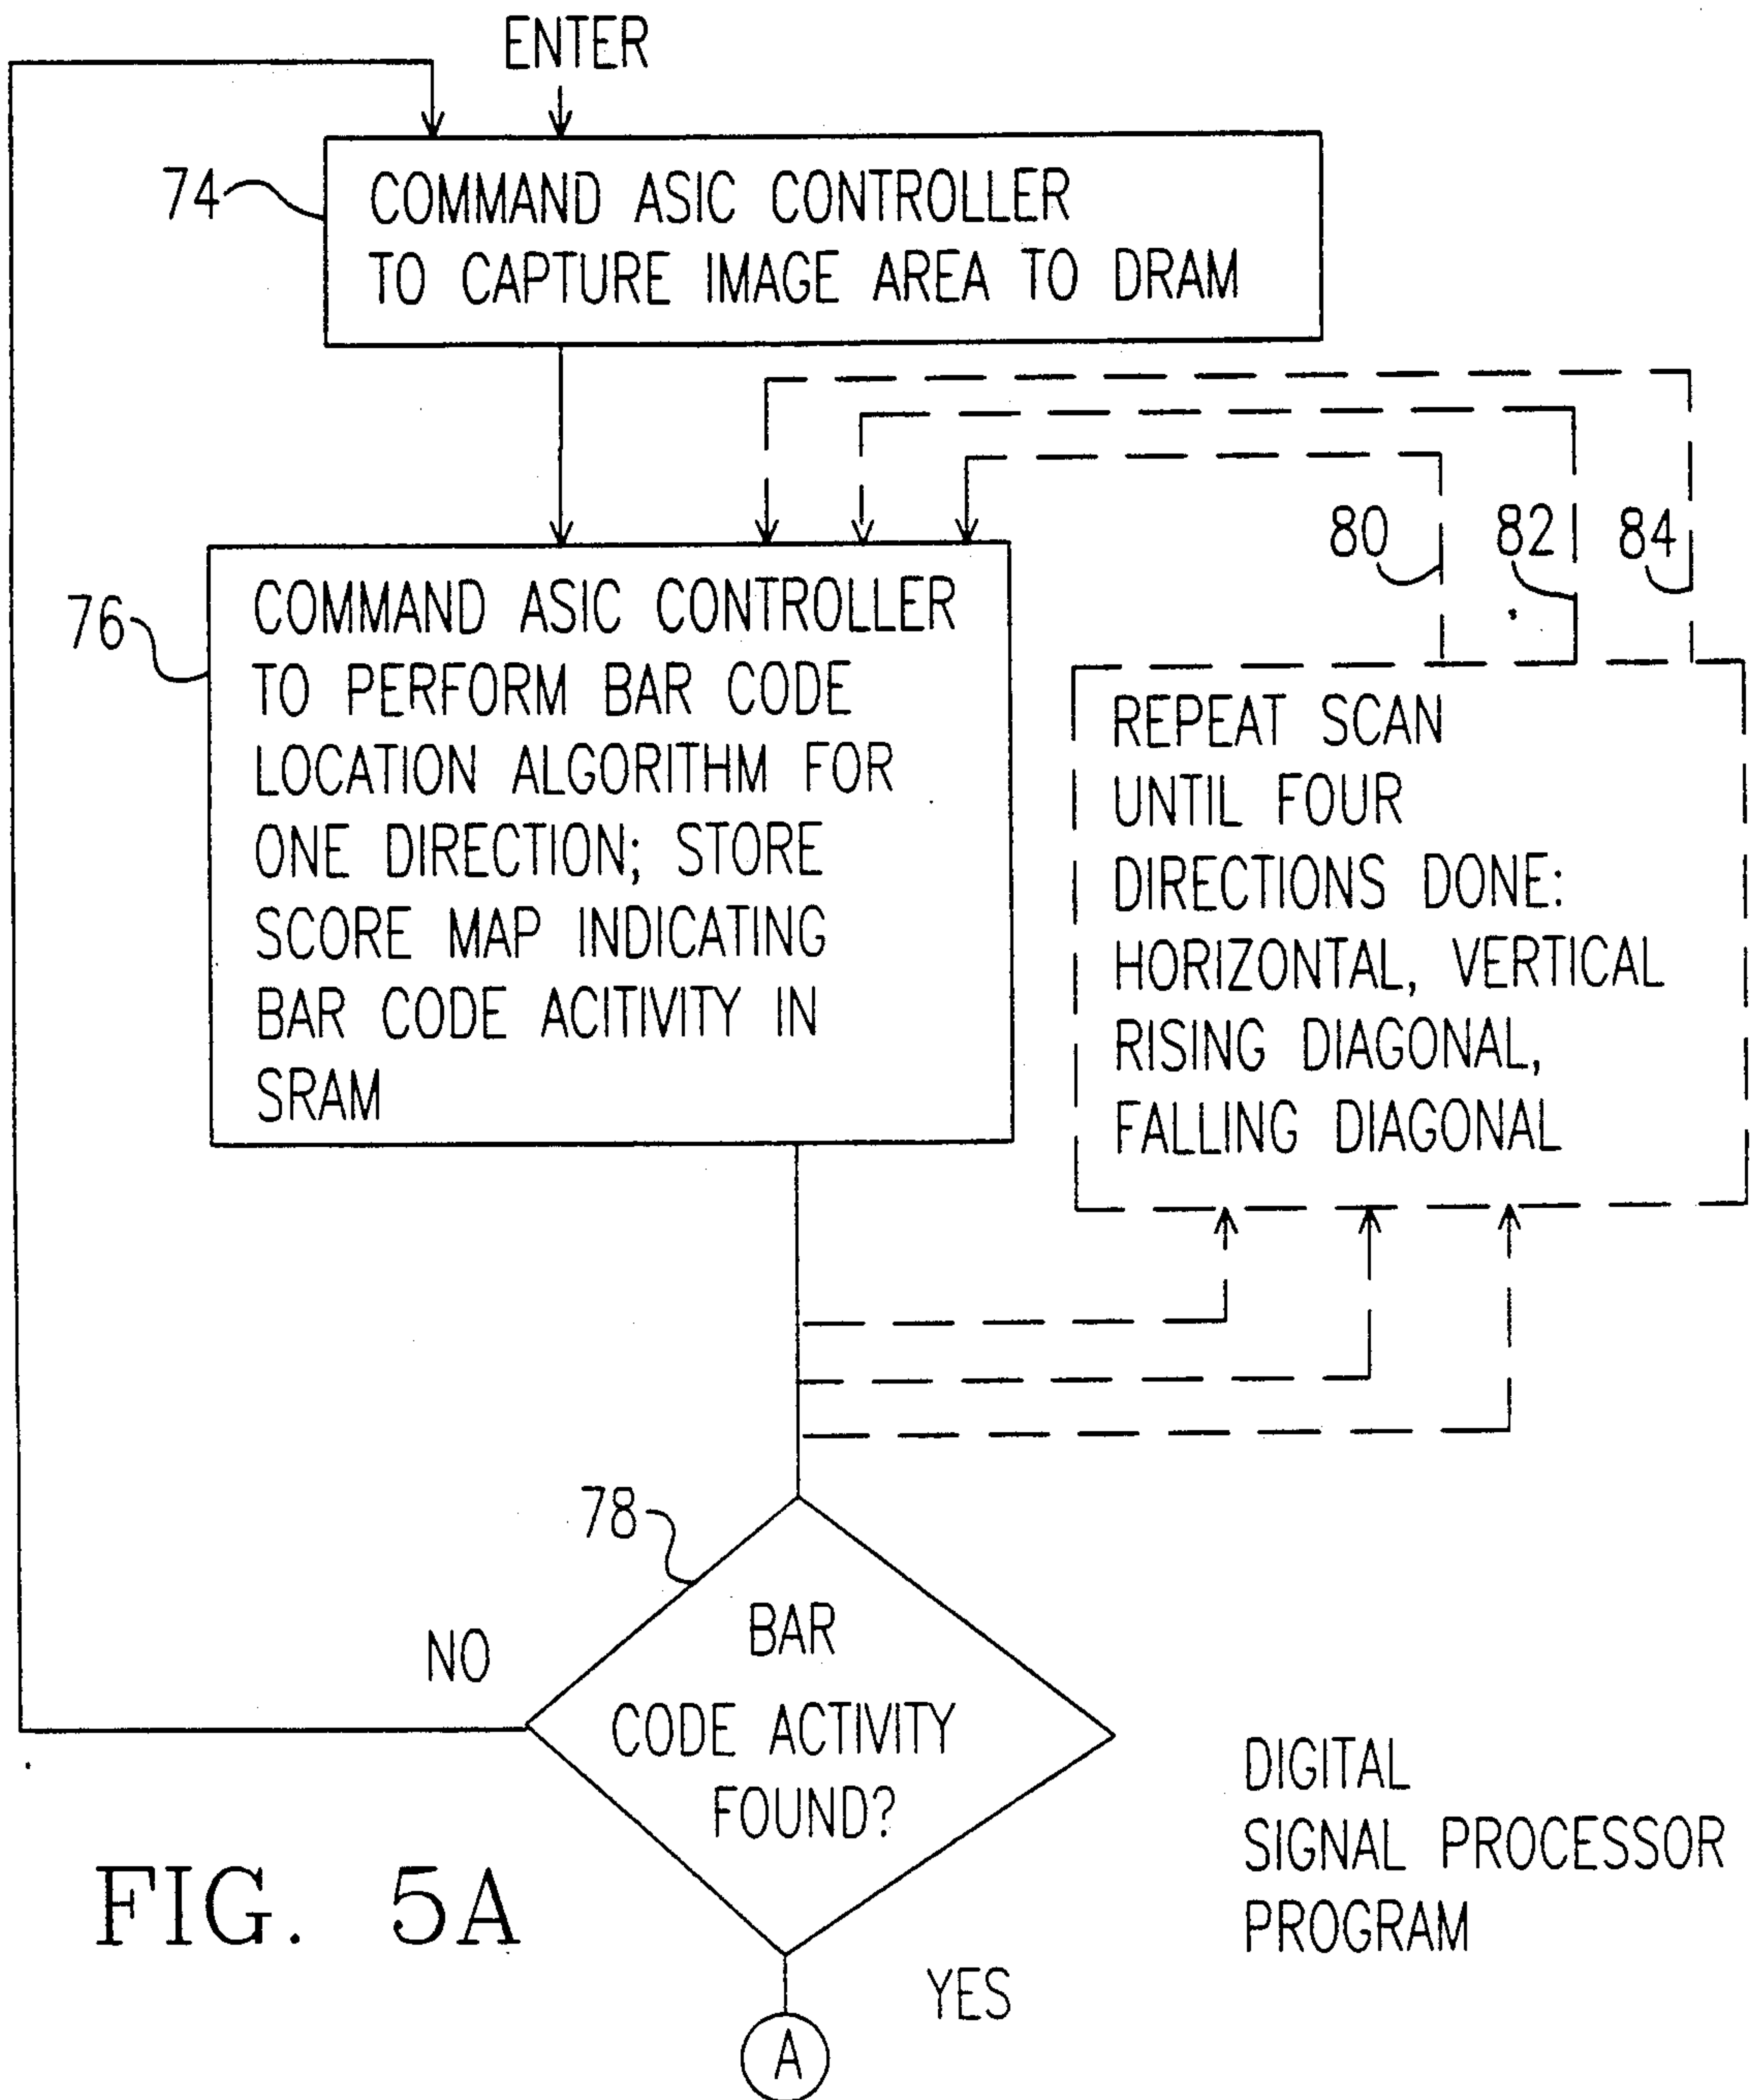 ENTER
74
COMMAND ASIC CONTROLLER
TO CAPTURE IMAGE AREA TO DRAM
80
82
84
76
COMMAND ASIC CONTROLLER
TO PERFORM BAR CODE
LOCATION ALGORITHM FOR
ONE DIRECTION; STORE
SCORE MAP INDICATING
BAR CODE ACITIVITY IN
SRAM
REPEAT SCAN
UNTIL FOUR
DIRECTIONS DONE:
HORIZONTAL, VERTICAL
RISING DIAGONAL,
FALLING DIAGONAL
78
BAR
CODE ACTIVITY
FOUND?
NO
YES
A
DIGITAL
SIGNAL PROCESSOR
PROGRAM
FIG. 5A